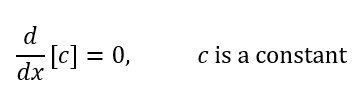 d/dx [c] = 0,    c is a constant